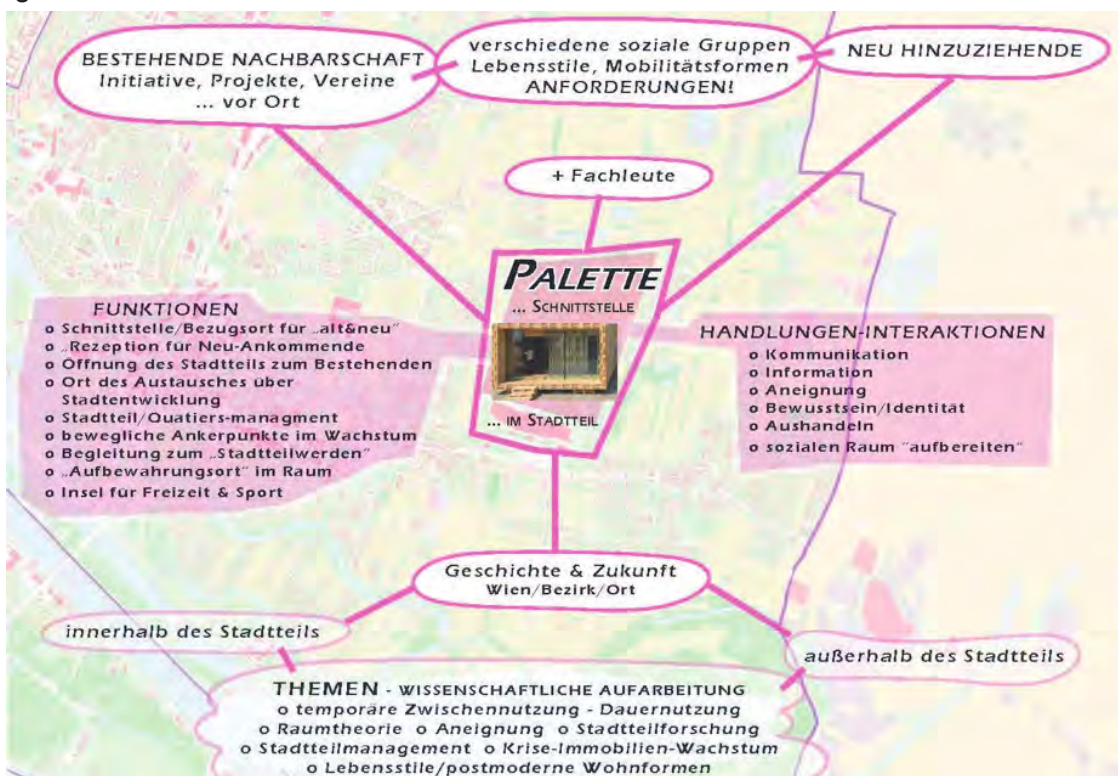 BESTEHENDE NACHBARSCHAFT
Initiative, Projekte, Vereine
... vor Ort
verschiedene soziale Gruppen
Lebensstile, Mobilitätsformen
ANFORDERUNGEN!
NEU HINZUZIEHENDE
+ Fachleute
PALETTE
... SCHNITTSTELLE
... IM STADTTEIL
FUNKTIONEN
o Schnittstelle/Bezugsort für „alt&neu"
o „Rezeption für Neu-Ankommende
o Öffnung des Stadtteils zum Bestehenden
o Ort des Austausches über
Stadtentwicklung
o Stadtteil/Quatiers-managment
o bewegliche Ankerpunkte im Wachstum
o Begleitung zum „Stadtteilwerden"
o „Aufbewahrungsort" im Raum
o Insel für Freizeit & Sport
HANDLUNGEN-INTERAKTIONEN
o Kommunikation
o Information
o Aneignung
o Bewusstsein/Identität
o Aushandeln
o sozialen Raum "aufbereiten"
Geschichte & Zukunft
Wien/Bezirk/Ort
innerhalb des Stadtteils
außerhalb des Stadtteils
THEMEN - WISSENSCHAFTLICHE AUFARBEITUNG
o temporäre Zwischennutzung - Dauernutzung
o Raumtheorie o Aneignung o Stadtteilforschung
o Stadtteilmanagement o Krise-Immobilien-Wachstum
o Lebensstile/postmoderne Wohnformen